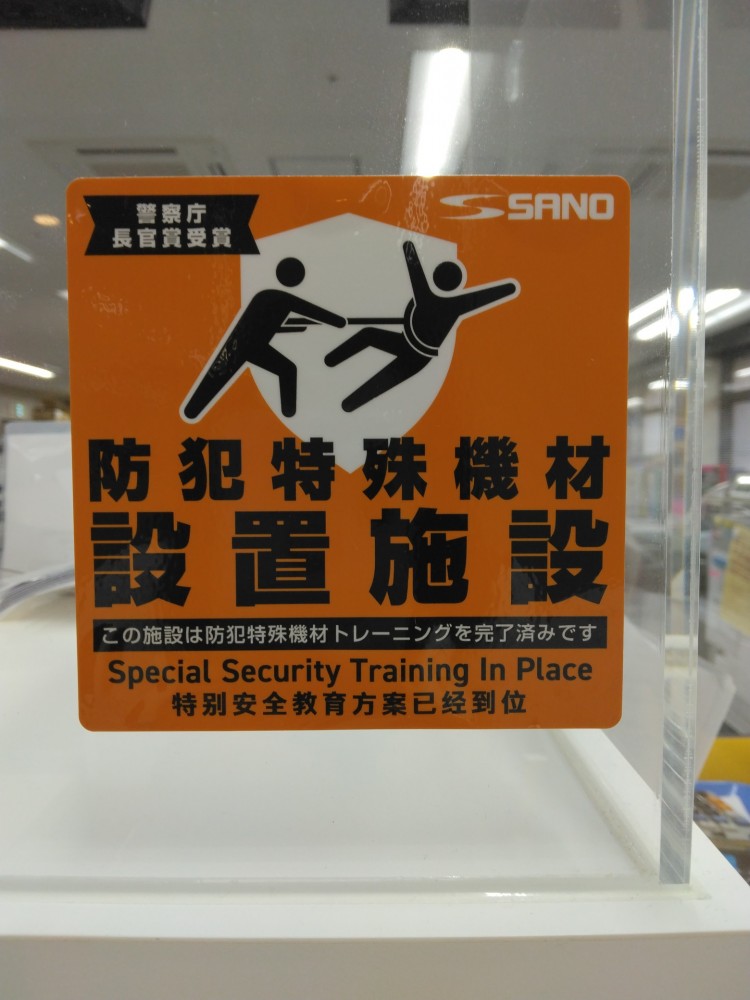 警察庁
長官賞受賞
SANO
防犯特殊機材
設置施設
この施設は防犯特殊機材トレーニングを完了済みです
Special Security Training In Place
特别安全教育方案已经到位